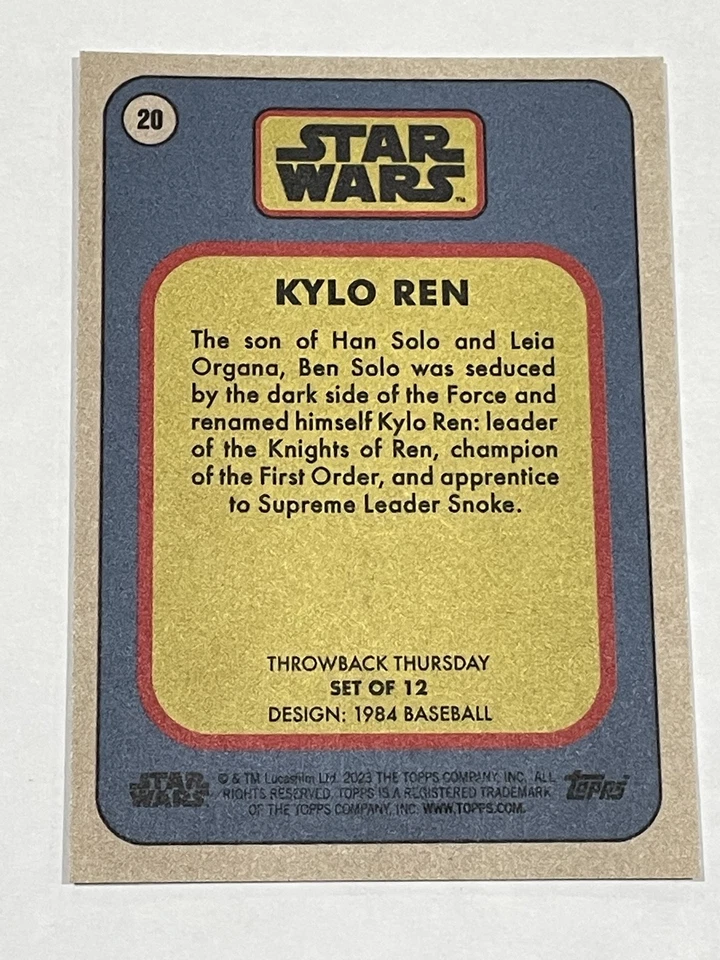 20
STAR
WARS™
KYLO REN
The son of Han Solo and Leia
Organa, Ben Solo was seduced
by the dark side of the Force and
renamed himself Kylo Ren: leader
of the Knights of Ren, champion
of the First Order, and apprentice
to Supreme Leader Snoke.
THROWBACK THURSDAY
SET OF 12
DESIGN: 1984 BASEBALL
STAR
WARS
© & TM Lucasfilm Ltd. 2023 THE TOPPS COMPANY, INC. ALL
RIGHTS RESERVED. TOPPS IS A REGISTERED TRADEMARK
OF THE TOPPS COMPANY, INC. WWW.TOPPS.COM.
topps